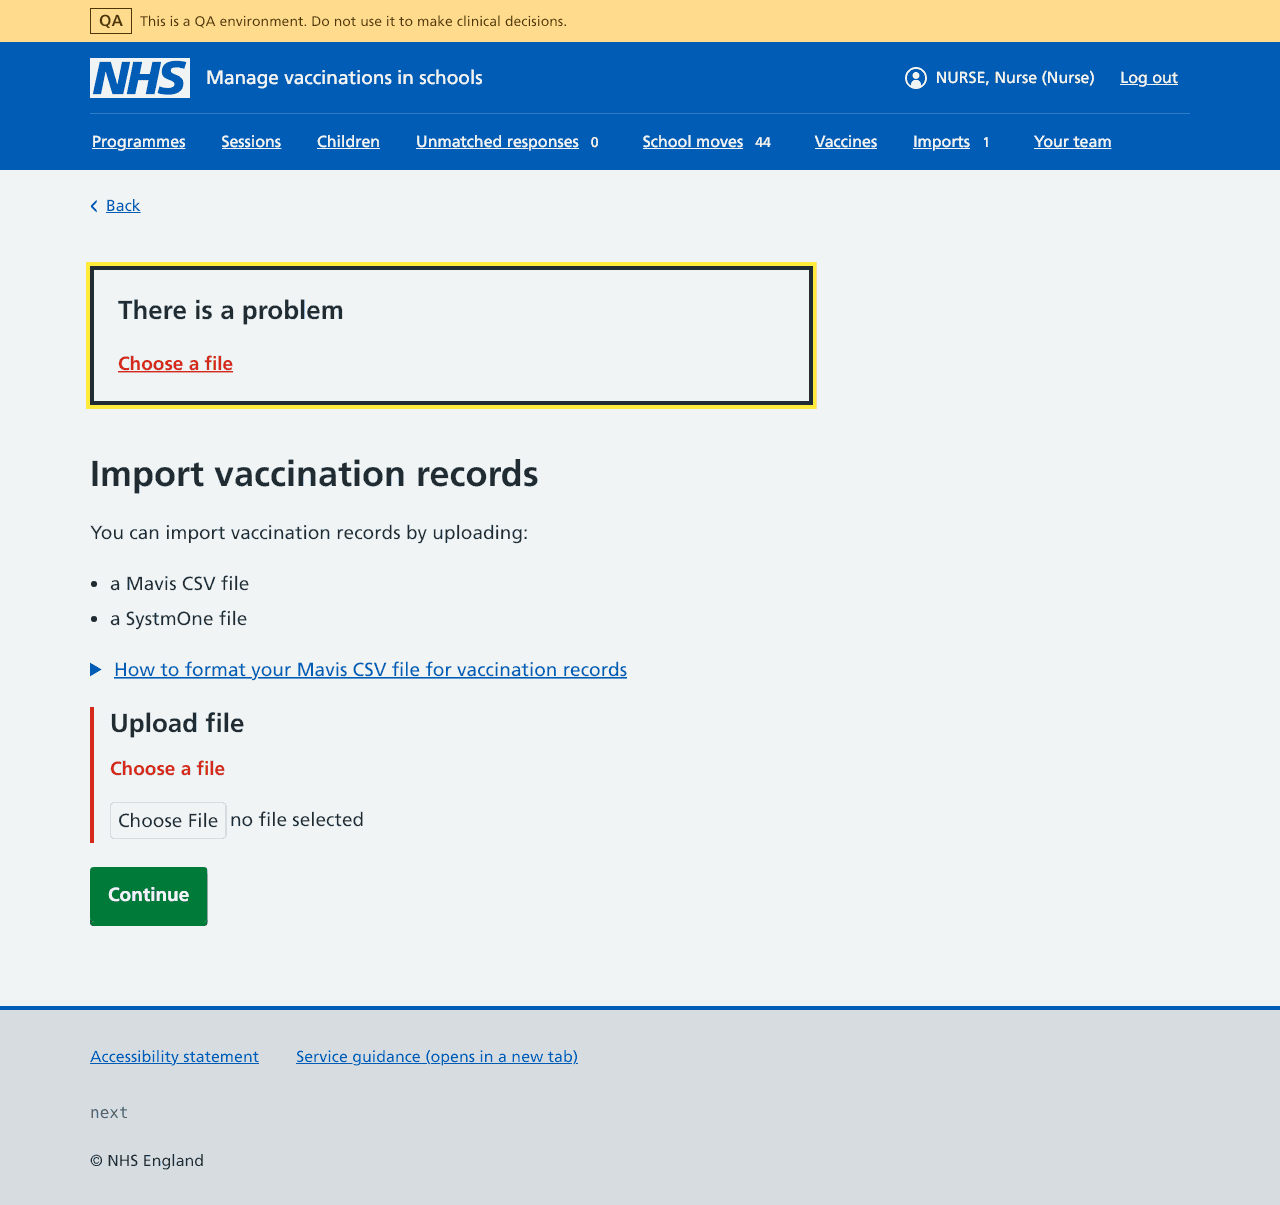 QA This is a QA environment. Do not use it to make clinical decisions.
NHS Manage vaccinations in schools NURSE, Nurse (Nurse) Log out
Programmes Sessions Children Unmatched responses 0 School moves 44 Vaccines Imports 1 Your team
Back
There is a problem
Choose a file
Import vaccination records
You can import vaccination records by uploading:
• a Mavis CSV file
• a SystmOne file
How to format your Mavis CSV file for vaccination records
Upload file
Choose a file
Choose File no file selected
Continue
Accessibility statement Service guidance (opens in a new tab)
next
© NHS England